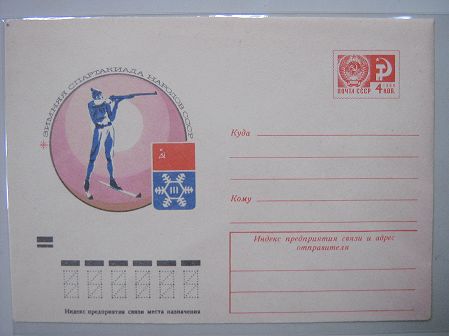 ЗИМНЯЯ СПАРТАКИАДА НАРОДОВ СССР
III
ПОЧТА СССР 4 КОП.
Куда
Кому
Индекс предприятия связи и адрес
отправителя
Индекс предприятия связи места назначения